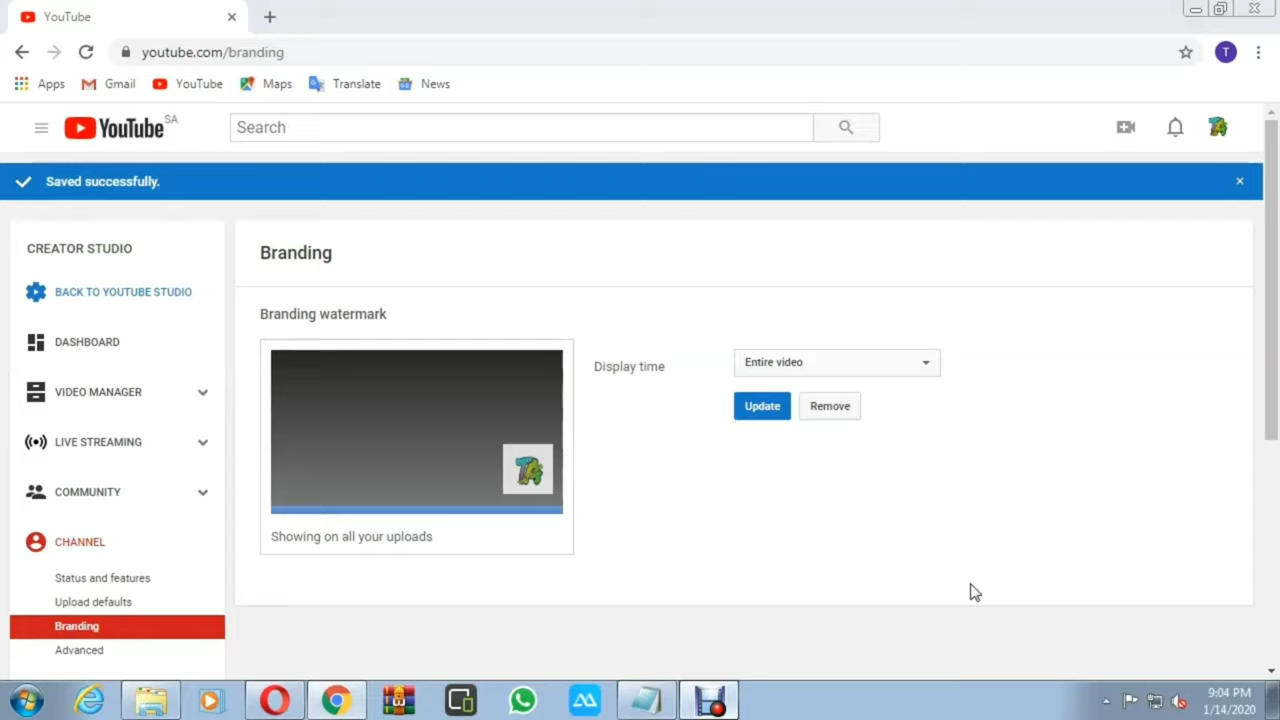 YouTube
youtube.com/branding
T
Apps
Gmail
YouTube
Maps
Translate
News
YouTube SA
Search
Saved successfully.
CREATOR STUDIO
BACK TO YOUTUBE STUDIO
DASHBOARD
VIDEO MANAGER
LIVE STREAMING
COMMUNITY
CHANNEL
Status and features
Upload defaults
Branding
Advanced
Branding
Branding watermark
TA
Showing on all your uploads
Display time
Entire video
Update
Remove
9:04 PM
1/14/2020